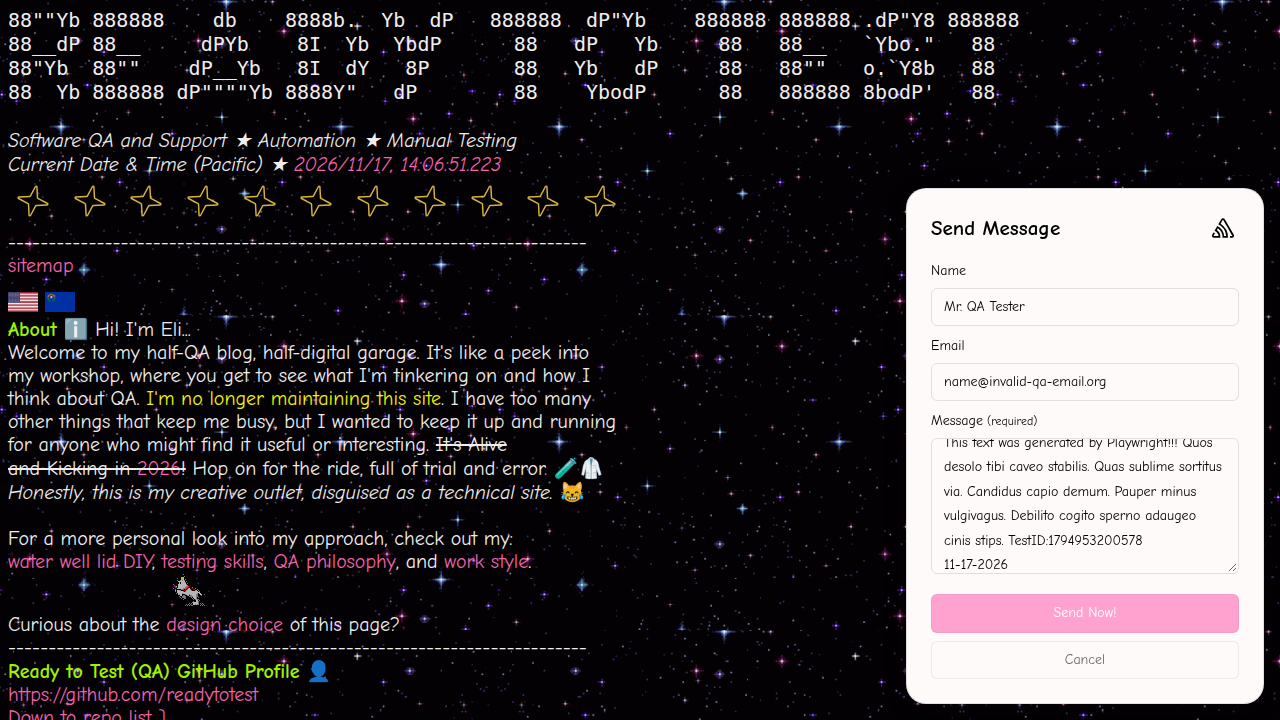 READY TO TEST
Software QA and Support ★ Automation ★ Manual Testing
Current Date & Time (Pacific) ★ 2026/11/17, 14:06:51.223
-----------------------------------------------------------------------
sitemap
About ℹ️ Hi! I'm Eli...
Welcome to my half-QA blog, half-digital garage. It's like a peek into
my workshop, where you get to see what I'm tinkering on and how I
think about QA. I'm no longer maintaining this site. I have too many
other things that keep me busy, but I wanted to keep it up and running
for anyone who might find it useful or interesting. It's Alive
and Kicking in 2026! Hop on for the ride, full of trial and error. 🧪🥼
Honestly, this is my creative outlet, disguised as a technical site. 😹
For a more personal look into my approach, check out my:
water well lid DIY, testing skills, QA philosophy, and work style.
Curious about the design choice of this page?
-----------------------------------------------------------------------
Ready to Test (QA) GitHub Profile 👤
https://github.com/readytotest
Down to repo list ⤵
Send Message
Name
Mr. QA Tester
Email
name@invalid-qa-email.org
Message (required)
This text was generated by Playwright!!! Quos
desolo tibi caveo stabilis. Quas sublime sortitus
via. Candidus capio demum. Pauper minus
vulgivagus. Debilito cogito sperno adaugeo
cinis stips. TestID:1794953200578
11-17-2026
Send Now!
Cancel